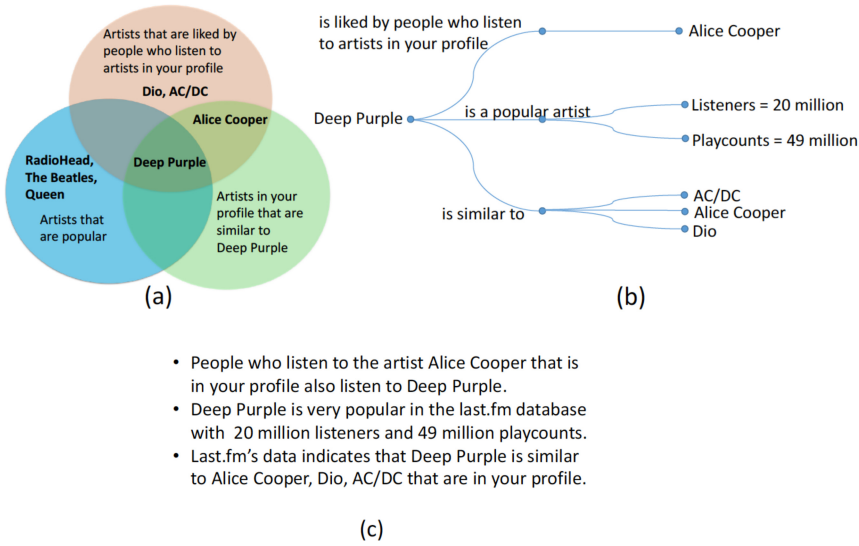 Artists that are liked by
people who listen to
artists in your profile
Dio, AC/DC
Alice Cooper
Deep Purple
RadioHead,
The Beatles,
Queen
Artists that
are popular
Artists in your
profile that are
similar to
Deep Purple
(a)
is liked by people who listen
to artists in your profile
Alice Cooper
Deep Purple
is a popular artist
Listeners = 20 million
Playcounts = 49 million
is similar to
AC/DC
Alice Cooper
Dio
(b)
• People who listen to the artist Alice Cooper that is
in your profile also listen to Deep Purple.
• Deep Purple is very popular in the last.fm database
with 20 million listeners and 49 million playcounts.
• Last.fm's data indicates that Deep Purple is similar
to Alice Cooper, Dio, AC/DC that are in your profile.
(c)